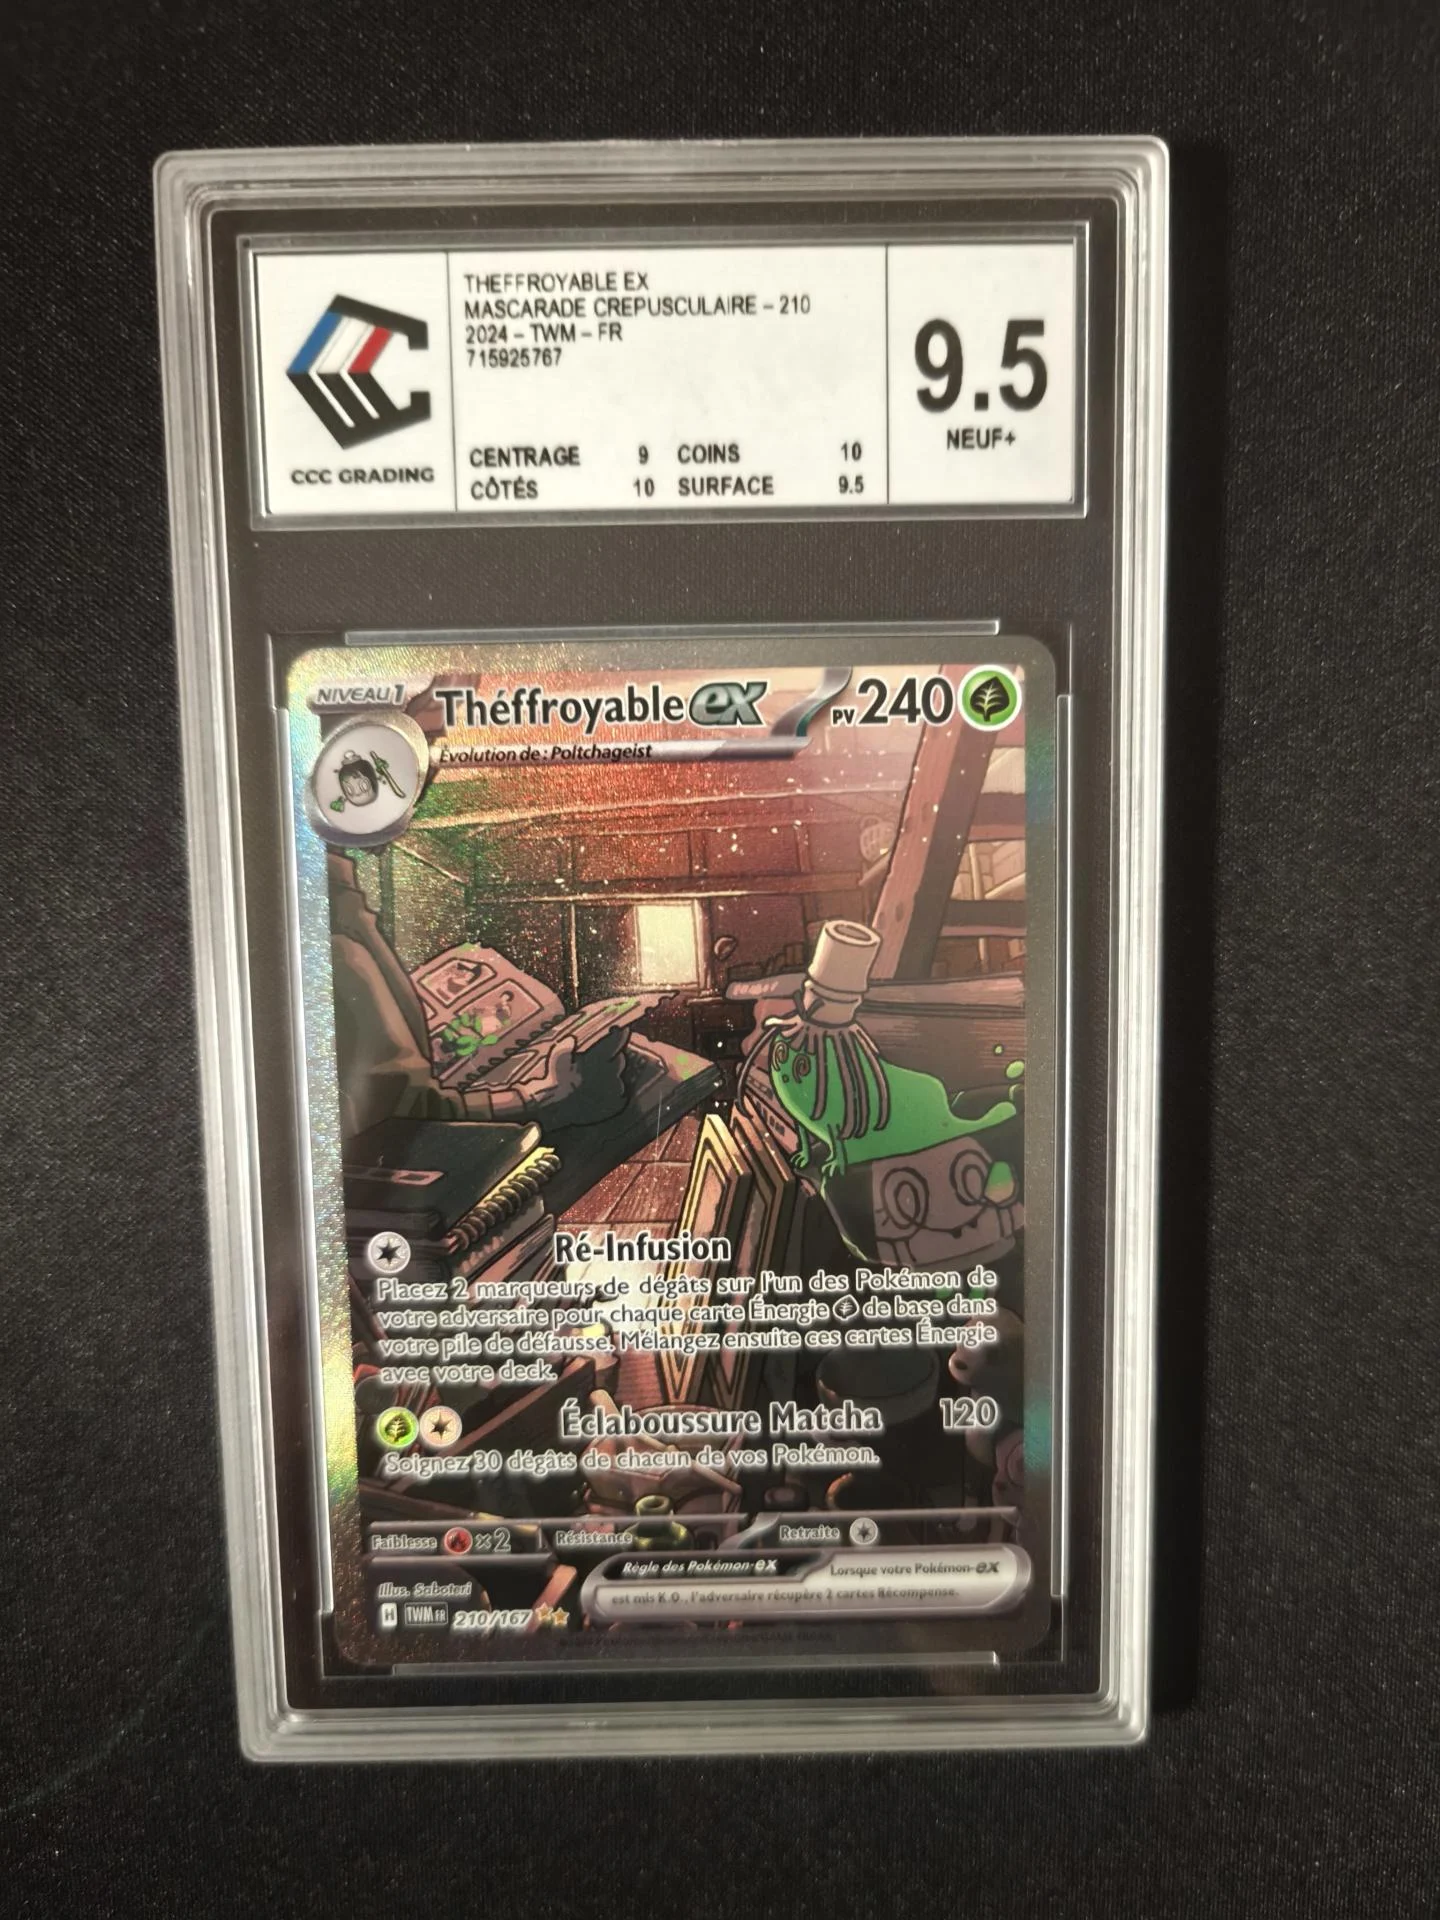 THEFFROYABLE EX
MASCARADE CREPUSCULAIRE – 210
2024 – TWM – FR
715925767
CENTRAGE 9 COINS 10
CÔTÉS 10 SURFACE 9.5
9.5
NEUF+
CCC GRADING
NIVEAU 1
Théffroyable ex PV 240
Évolution de : Poltchageist
Ré-Infusion
Placez 2 marqueurs de dégâts sur l'un des Pokémon de
votre adversaire pour chaque carte Énergie de base dans
votre pile de défausse. Mélangez ensuite ces cartes Énergie
avec votre deck.
Éclaboussure Matcha 120
Soignez 30 dégâts de chacun de vos Pokémon.
Faiblesse ×2 Résistance Retraite
Règle des Pokémon-ex Lorsque votre Pokémon-ex
est mis K.O., l'adversaire récupère 2 cartes Récompense.
Illus. Saboteri
H TWM FR 210/167